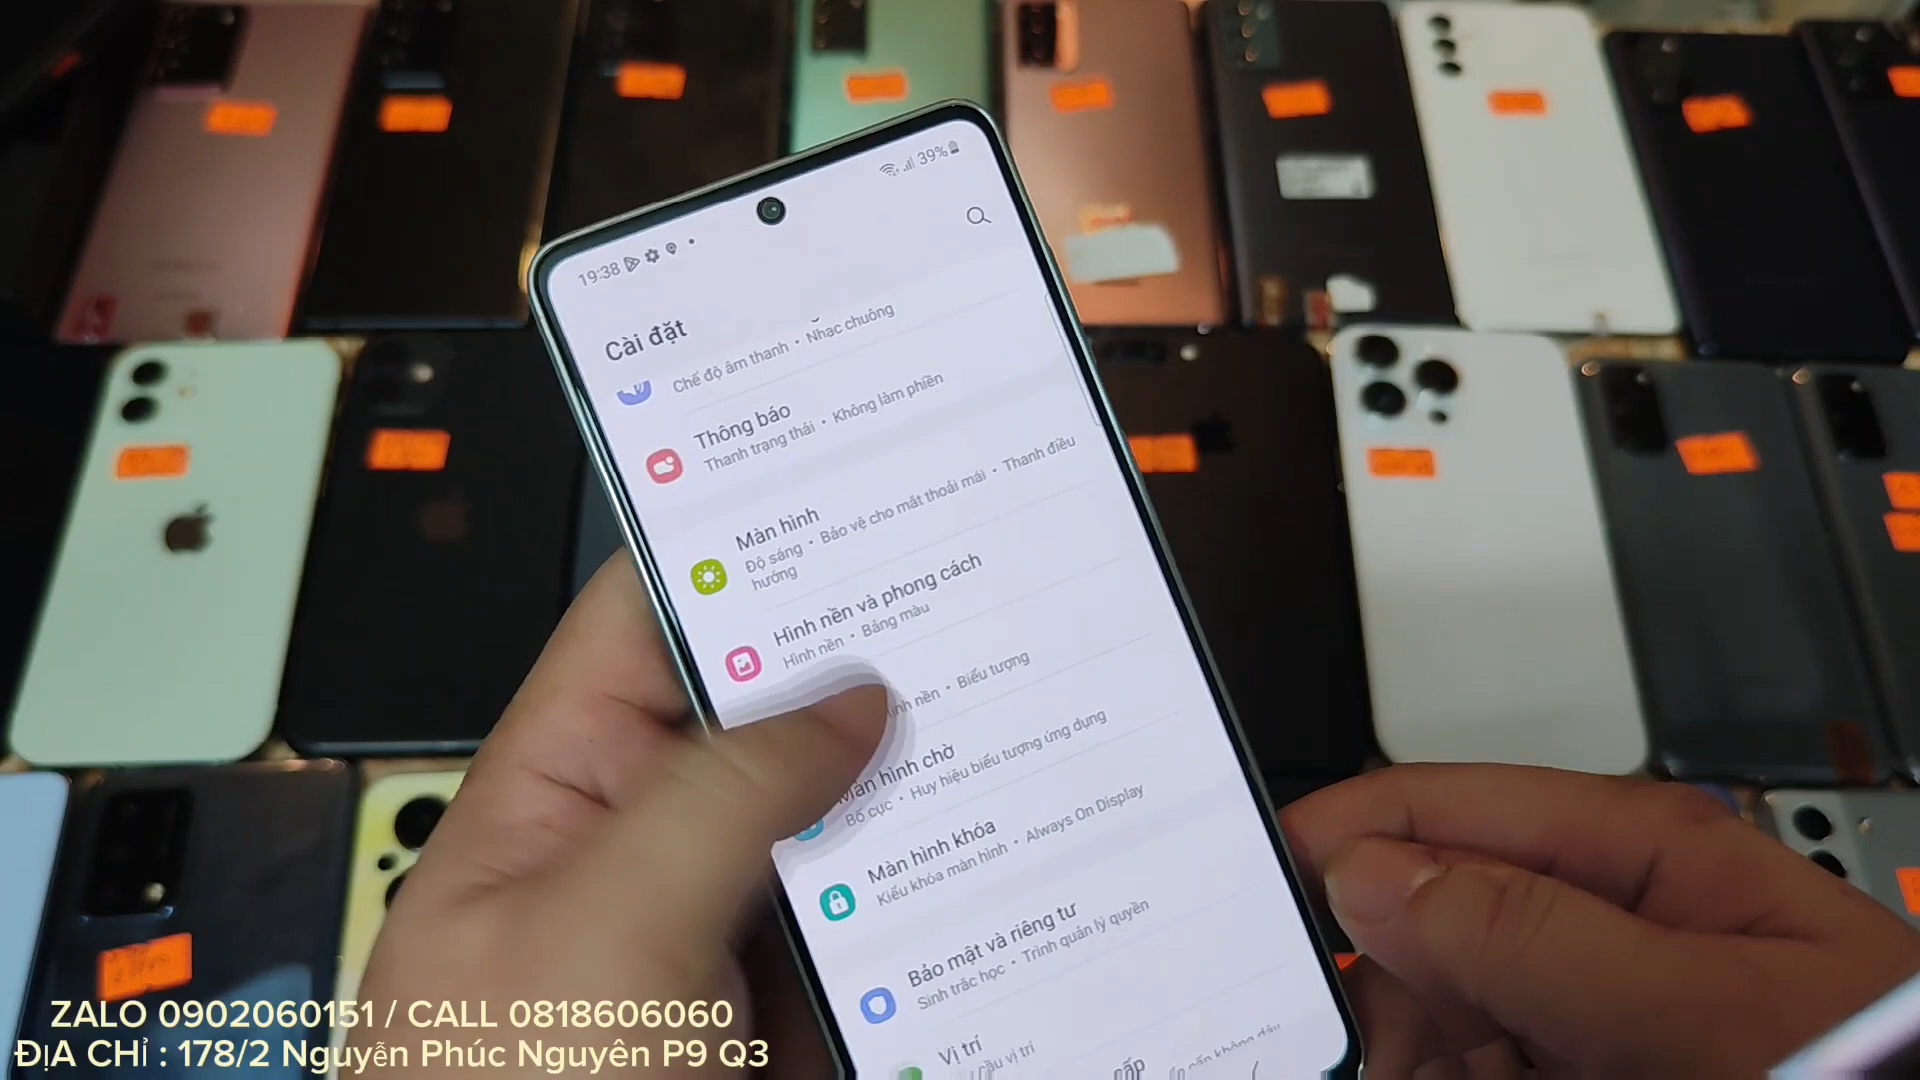 19:38
39%
Cài đặt
Chế độ âm thanh • Nhạc chuông
Thông báo
Thanh trạng thái • Không làm phiền
Màn hình
Độ sáng • Bảo vệ cho mắt thoải mái • Thanh điều
hướng
Hình nền và phong cách
Hình nền • Bảng màu
nền • Biểu tượng
Màn hình chờ
Bố cục • Huy hiệu biểu tượng ứng dụng
Màn hình khóa
Kiểu khóa màn hình • Always On Display
Bảo mật và riêng tư
Sinh trắc học • Trình quản lý quyền
Vị trí
cầu vị trí
ZALO 0902060151 / CALL 0818606060
ĐỊA CHỈ : 178/2 Nguyễn Phúc Nguyên P9 Q3